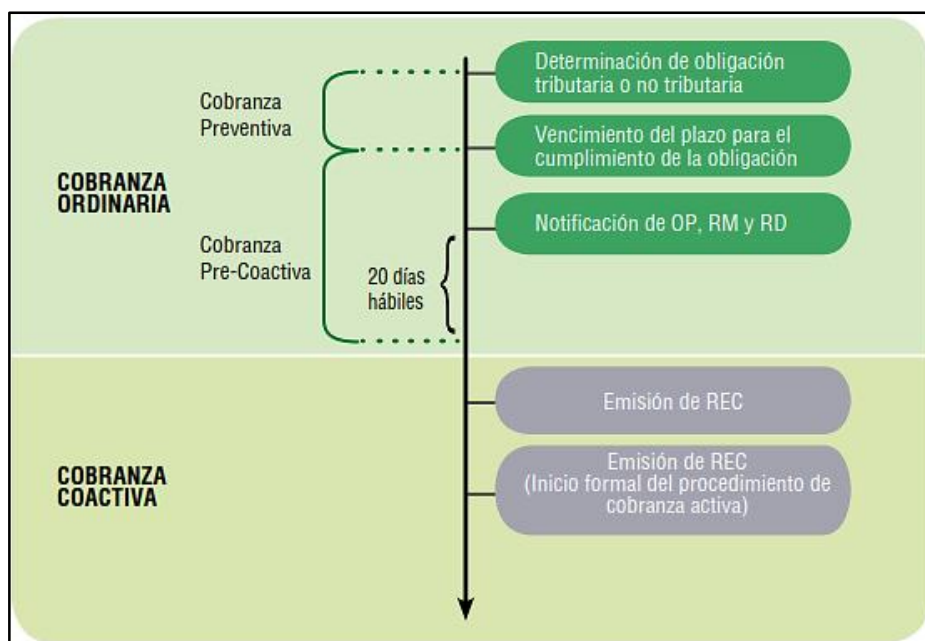 Determinación de obligación
tributaria o no tributaria
Cobranza
Preventiva
Vencimiento del plazo para el
cumplimiento de la obligación
COBRANZA
ORDINARIA
Notificación de OP, RM y RD
Cobranza
Pre-Coactiva
20 días
hábiles
Emisión de REC
COBRANZA
COACTIVA
Emisión de REC
(Inicio formal del procedimiento de
cobranza activa)